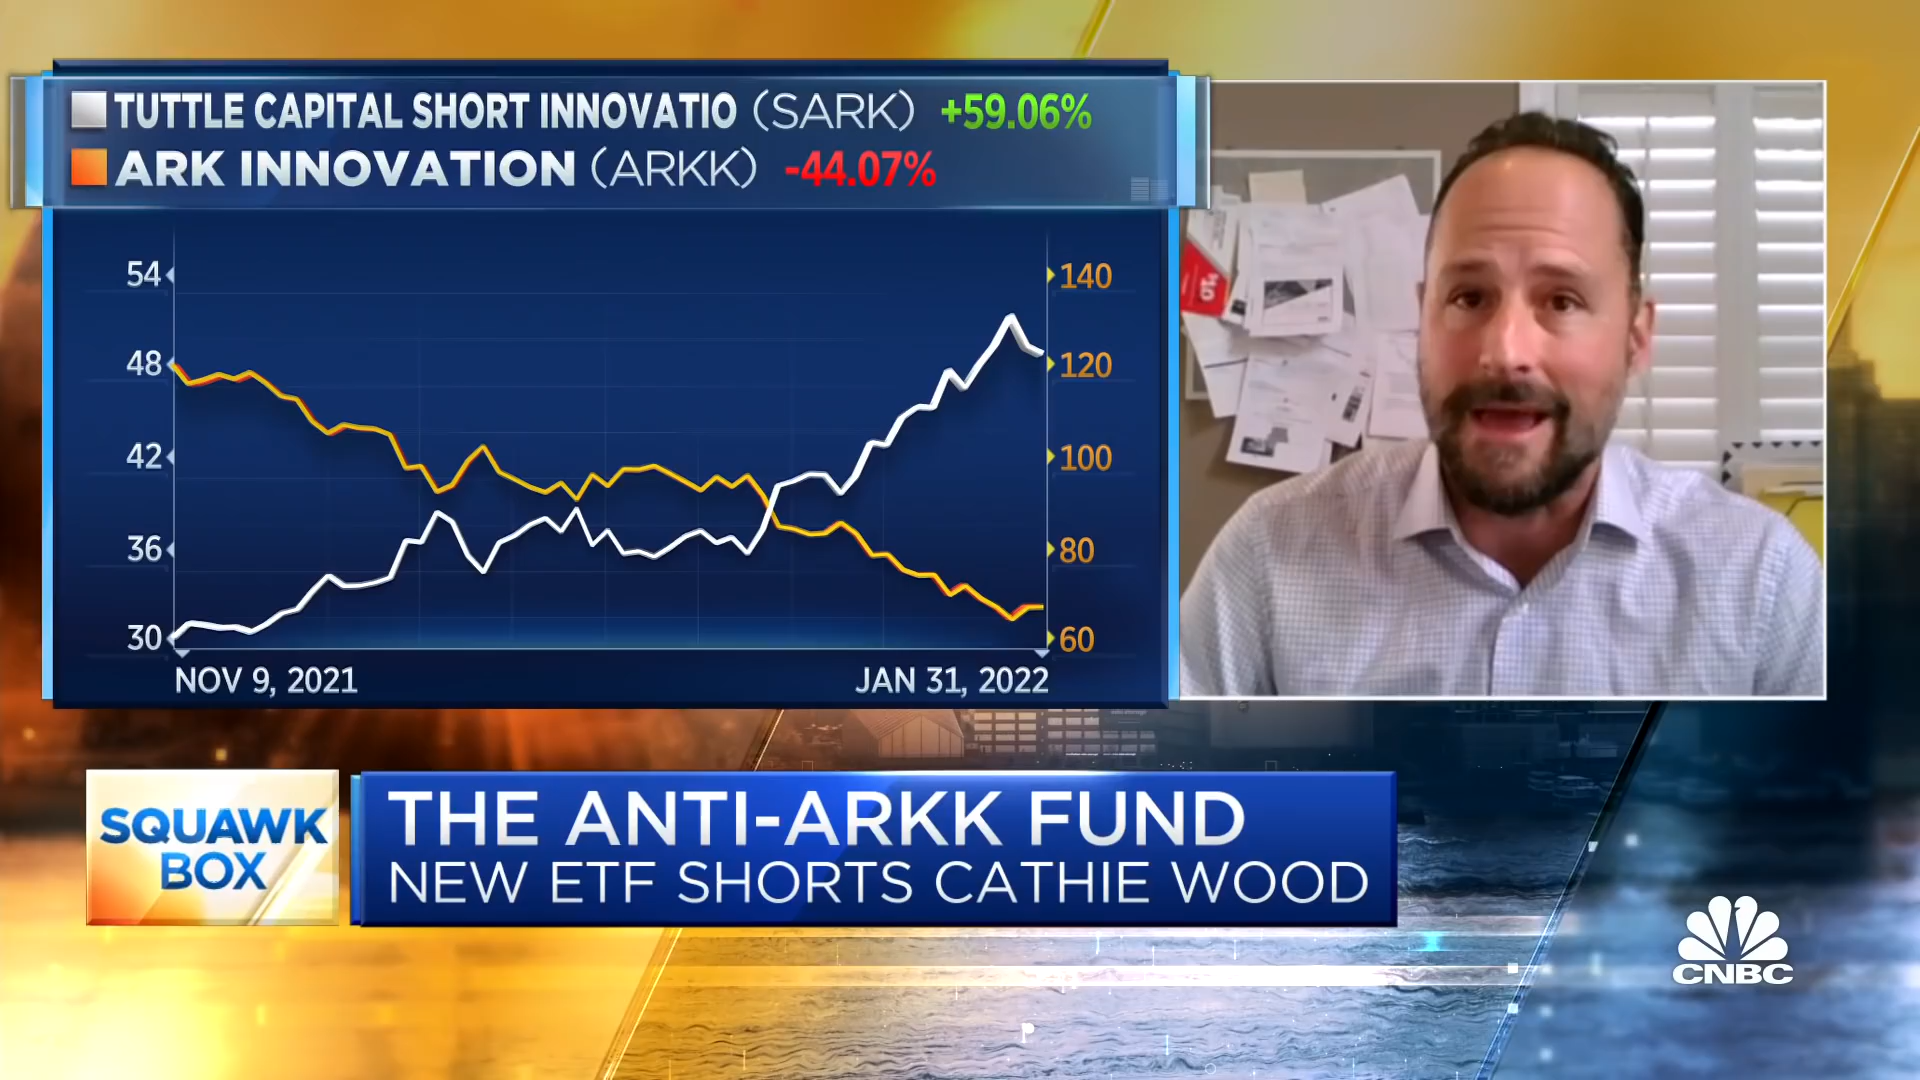 TUTTLE CAPITAL SHORT INNOVATIO (SARK) +59.06%
ARK INNOVATION (ARKK) -44.07%
54
48
42
36
30
140
120
100
80
60
NOV 9, 2021
JAN 31, 2022
SQUAWK
BOX
THE ANTI-ARKK FUND
NEW ETF SHORTS CATHIE WOOD
CNBC